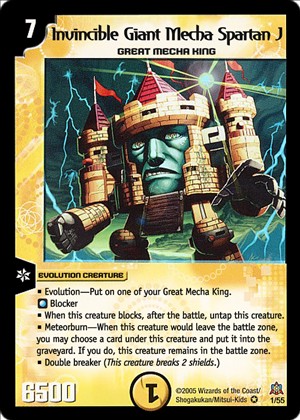 7
Invincible Giant Mecha Spartan J
GREAT MECHA KING
EVOLUTION CREATURE
▪ Evolution—Put on one of your Great Mecha King.
Blocker
▪ When this creature blocks, after the battle, untap this creature.
▪ Meteorburn—When this creature would leave the battle zone,
you may choose a card under this creature and put it into the
graveyard. If you do, this creature remains in the battle zone.
▪ Double breaker (This creature breaks 2 shields.)
6500
1
©2005 Wizards of the Coast/
Shogakukan/Mitsui-Kids
1/55